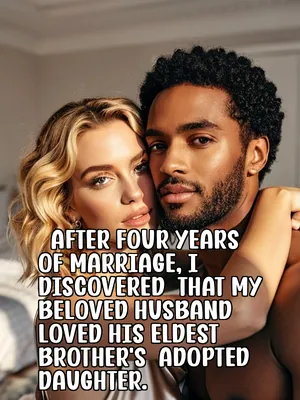 AFTER FOUR YEARS
OF MARRIAGE, I
DISCOVERED THAT MY
BELOVED HUSBAND
LOVED HIS ELDEST
BROTHER'S ADOPTED
DAUGHTER.